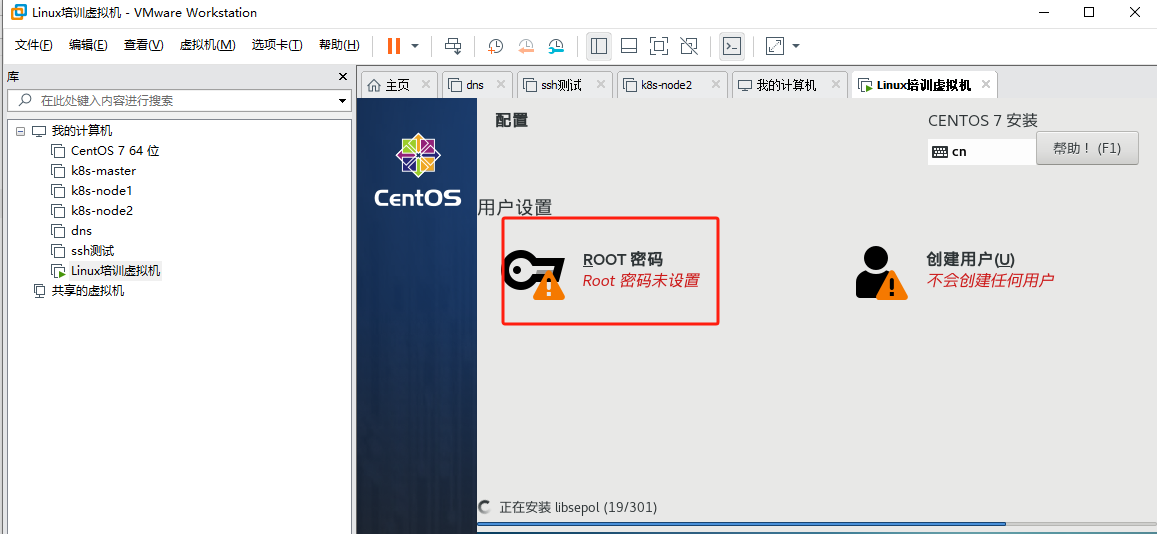 Linux培训虚拟机 - VMware Workstation
文件(F) 编辑(E) 查看(V) 虚拟机(M) 选项卡(T) 帮助(H)
库
在此处键入内容进行搜索
我的计算机
CentOS 7 64 位
k8s-master
k8s-node1
k8s-node2
dns
ssh测试
Linux培训虚拟机
共享的虚拟机
主页 dns ssh测试 k8s-node2 我的计算机 Linux培训虚拟机
CentOS
配置
CENTOS 7 安装
cn
帮助！ (F1)
用户设置
ROOT 密码
Root 密码未设置
创建用户(U)
不会创建任何用户
正在安装 libsepol (19/301)